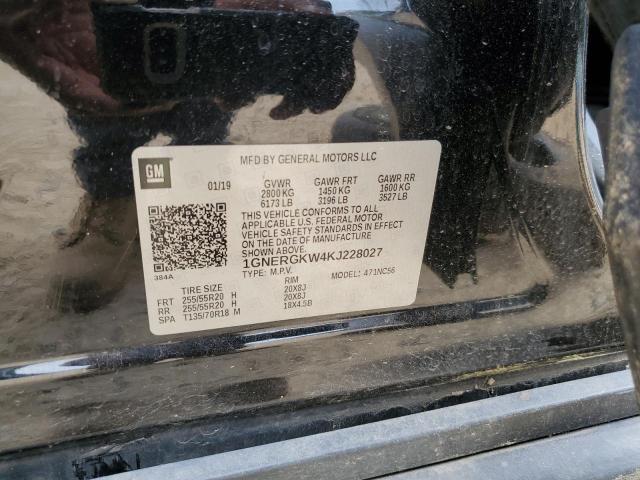 GM
MFD BY GENERAL MOTORS LLC
01/19 GVWR GAWR FRT GAWR RR
2800 KG 1450 KG 1600 KG
6173 LB 3196 LB 3527 LB
THIS VEHICLE CONFORMS TO ALL
APPLICABLE U.S. FEDERAL MOTOR
VEHICLE SAFETY STANDARDS IN EFFECT
ON THE DATE OF MANUFACTURE
SHOWN ABOVE.
1GNERGKW4KJ228027
384A TYPE: M.P.V. MODEL: 471NC56
TIRE SIZE RIM
FRT 255/55R20 H 20X8J
RR 255/55R20 H 20X8J
SPA T135/70R18 M 18X4.5B